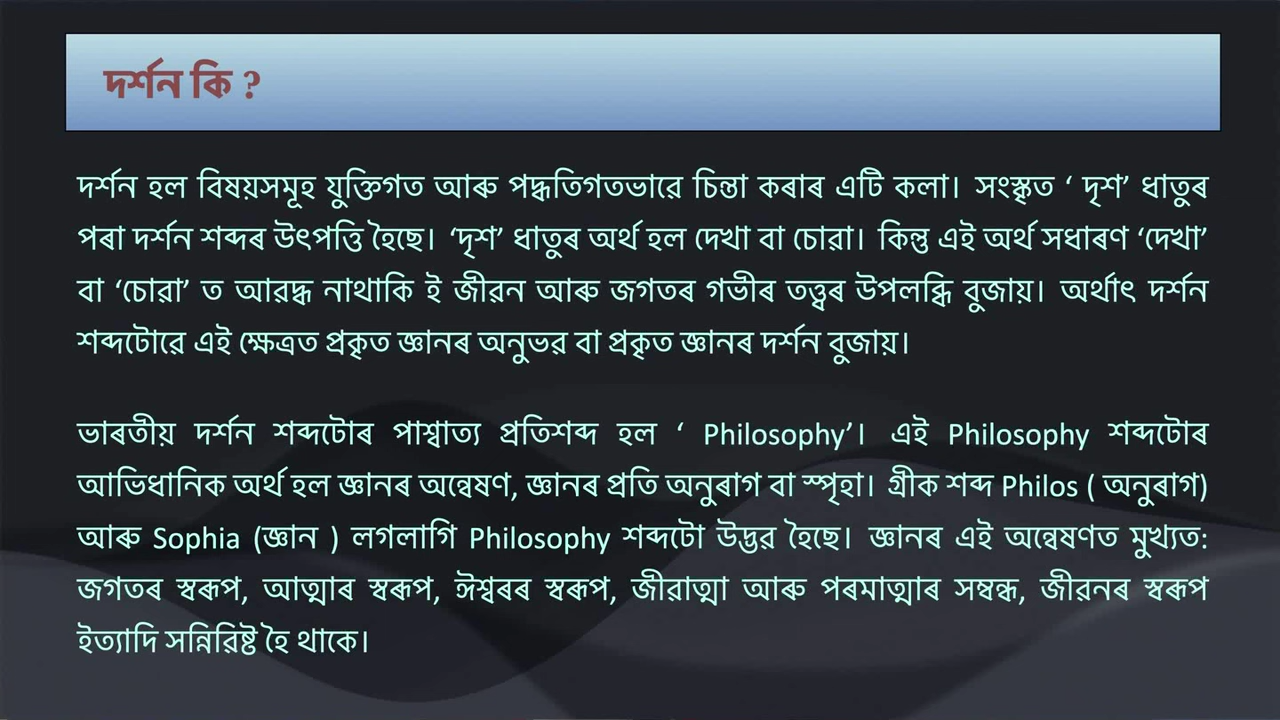 দৰ্শন কি ?
দৰ্শন হল বিষয়সমূহ যুক্তিগত আৰু পদ্ধতিগতভাৱে চিন্তা কৰাৰ এটি কলা। সংস্কৃত ‘ দৃশ’ ধাতুৰ
পৰা দৰ্শন শব্দৰ উৎপত্তি হৈছে। ‘দৃশ’ ধাতুৰ অৰ্থ হল দেখা বা চোৱা। কিন্তু এই অৰ্থ সধাৰণ ‘দেখা’
বা ‘চোৱা’ ত আৱদ্ধ নাথাকি ই জীৱন আৰু জগতৰ গভীৰ তত্ত্বৰ উপলব্ধি বুজায়। অৰ্থাৎ দৰ্শন
শব্দটোৱে এই ক্ষেত্ৰত প্ৰকৃত জ্ঞানৰ অনুভৱ বা প্ৰকৃত জ্ঞানৰ দৰ্শন বুজায়।
ভাৰতীয় দৰ্শন শব্দটোৰ পাশ্বাত্য প্ৰতিশব্দ হল ‘ Philosophy’। এই Philosophy শব্দটোৰ
আভিধানিক অৰ্থ হল জ্ঞানৰ অন্বেষণ, জ্ঞানৰ প্ৰতি অনুৰাগ বা স্পৃহা। গ্ৰীক শব্দ Philos ( অনুৰাগ)
আৰু Sophia (জ্ঞান ) লগলাগি Philosophy শব্দটো উদ্ভৱ হৈছে। জ্ঞানৰ এই অন্বেষণত মুখ্যত:
জগতৰ স্বৰূপ, আত্মাৰ স্বৰূপ, ঈশ্বৰৰ স্বৰূপ, জীৱাত্মা আৰু পৰমাত্মাৰ সম্বন্ধ, জীৱনৰ স্বৰূপ
ইত্যাদি সন্নিৱিষ্ট হৈ থাকে।